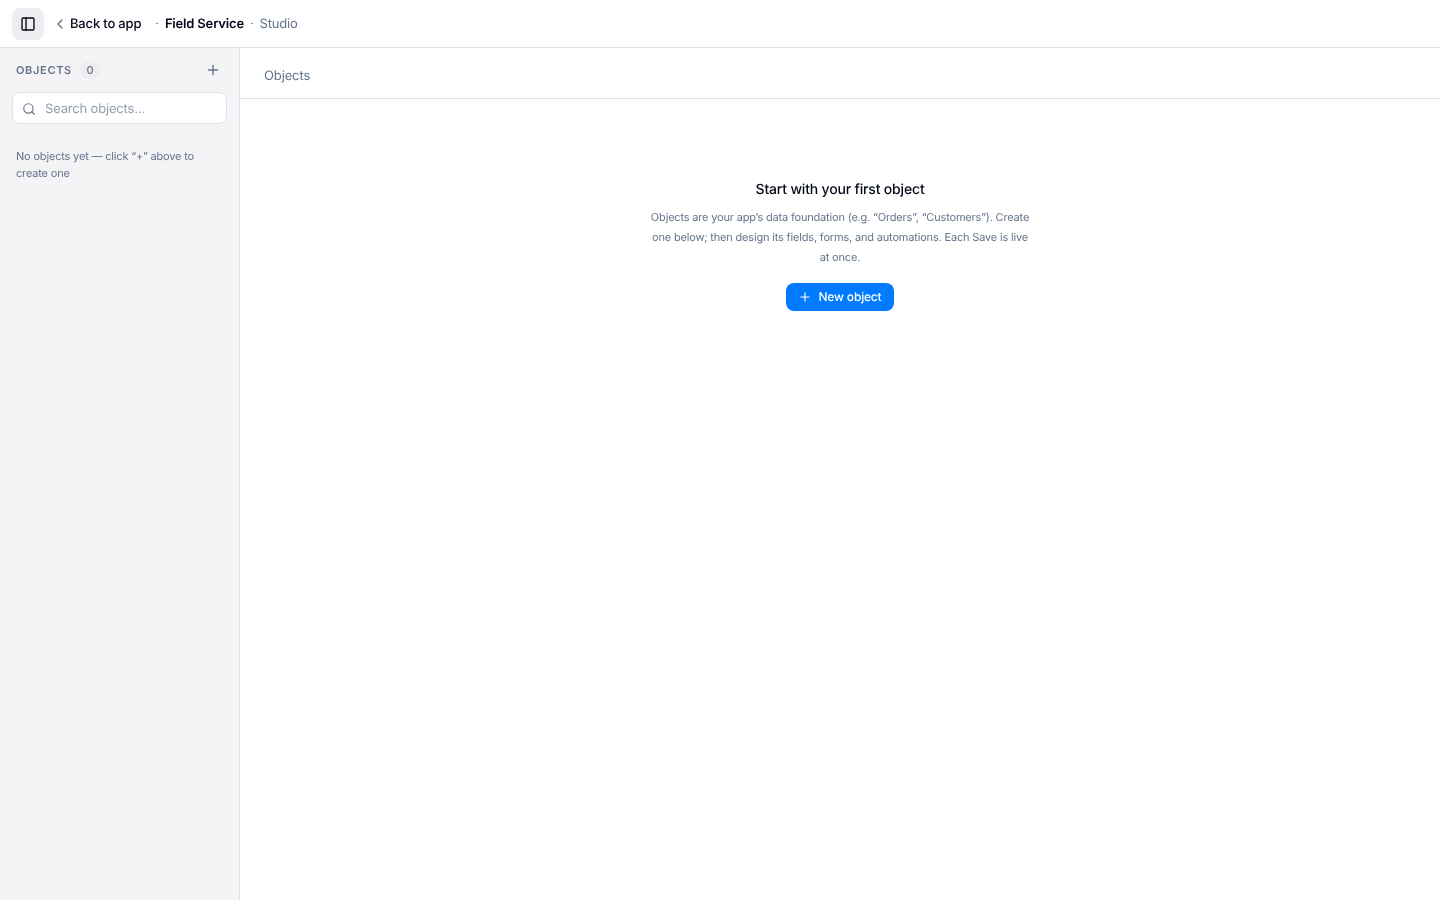 Back to app · Field Service · Studio
OBJECTS 0
Search objects...
No objects yet — click “+” above to
create one
Objects
Start with your first object
Objects are your app’s data foundation (e.g. “Orders”, “Customers”). Create
one below; then design its fields, forms, and automations. Each Save is live
at once.
New object